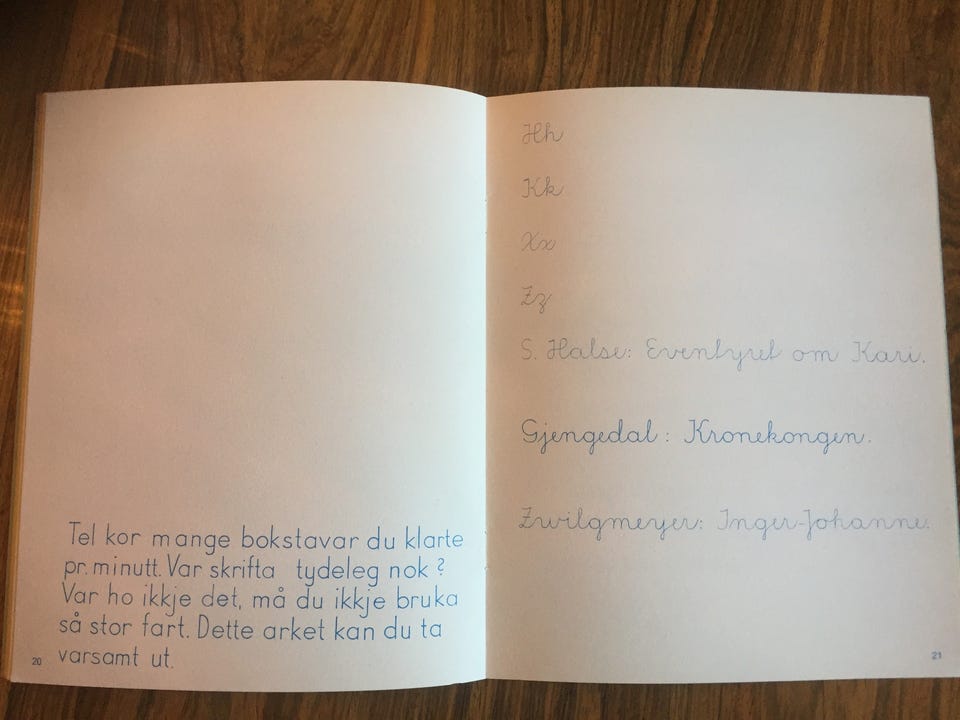 Tel kor mange bokstavar du klarte
pr. minutt. Var skrifta tydeleg nok ?
Var ho ikkje det, må du ikkje bruka
så stor fart. Dette arket kan du ta
varsamt ut.
20
Hh
Kk
Xx
Zz
S. Halse: Eventyret om Kari.
Gjengedal : Kronekongen.
Zwilgmeyer: Inger-Johanne.
21